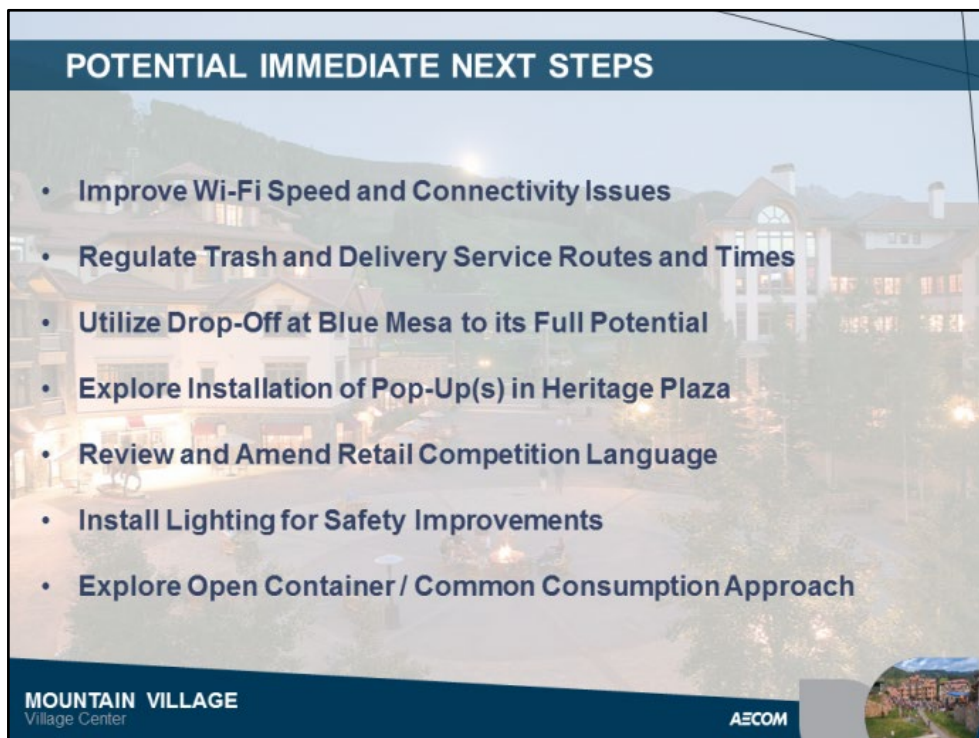 POTENTIAL IMMEDIATE NEXT STEPS
• Improve Wi-Fi Speed and Connectivity Issues
• Regulate Trash and Delivery Service Routes and Times
• Utilize Drop-Off at Blue Mesa to its Full Potential
• Explore Installation of Pop-Up(s) in Heritage Plaza
• Review and Amend Retail Competition Language
• Install Lighting for Safety Improvements
• Explore Open Container / Common Consumption Approach
MOUNTAIN VILLAGE
Village Center
AECOM